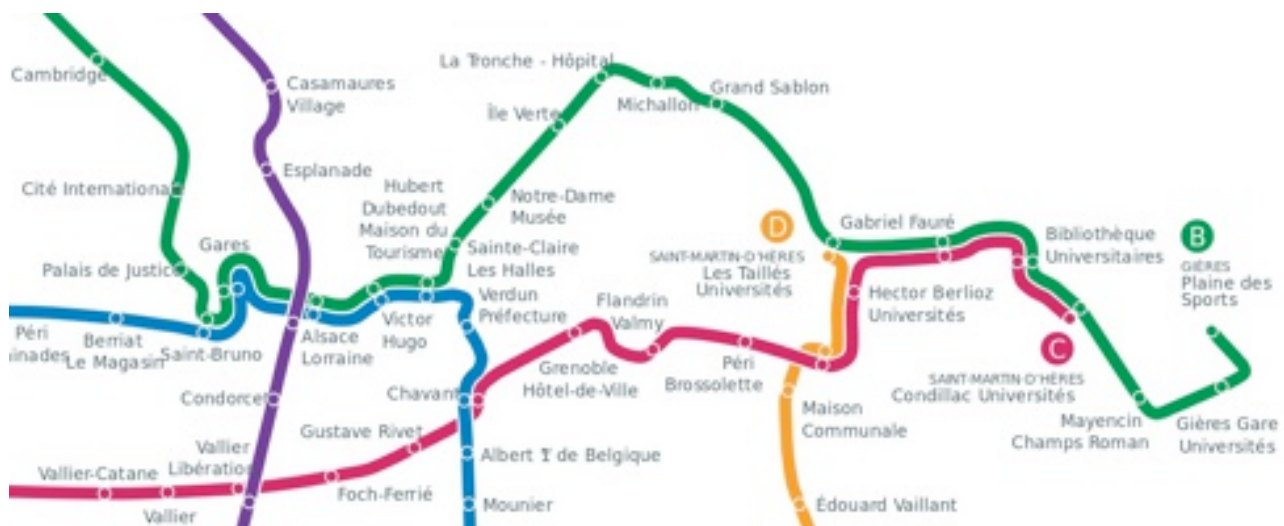 Cambridge
Casamaures
Village
La Tronche - Hôpital
Michallon
Grand Sablon
Île Verte
Cité Internationa
Esplanade
Hubert
Dubedout
Maison du
Tourisme
Notre-Dame
Musée
Gares
Palais de Justic
Sainte-Claire
Les Halles
D
SAINT-MARTIN-D'HÈRES
Les Taillés
Universités
Gabriel Fauré
Bibliothèque
Universitaires
B
GIÈRES
Plaine des
Sports
Péri
inades
Berriat
Le Magasin
Saint-Bruno
Alsace
Lorraine
Victor
Hugo
Verdun
Préfecture
Flandrin
Valmy
Hector Berlioz
Universités
Grenoble
Hôtel-de-Ville
Péri
Brossolette
C
SAINT-MARTIN-D'HÈRES
Condillac Universités
Condorcet
Chavant
Maison
Communale
Mayencin
Champs Roman
Gières Gare
Universités
Gustave Rivet
Vallier
Libération
Vallier-Catane
Albert 1 de Belgique
Foch-Ferrié
Vallier
Mounier
Édouard Vaillant